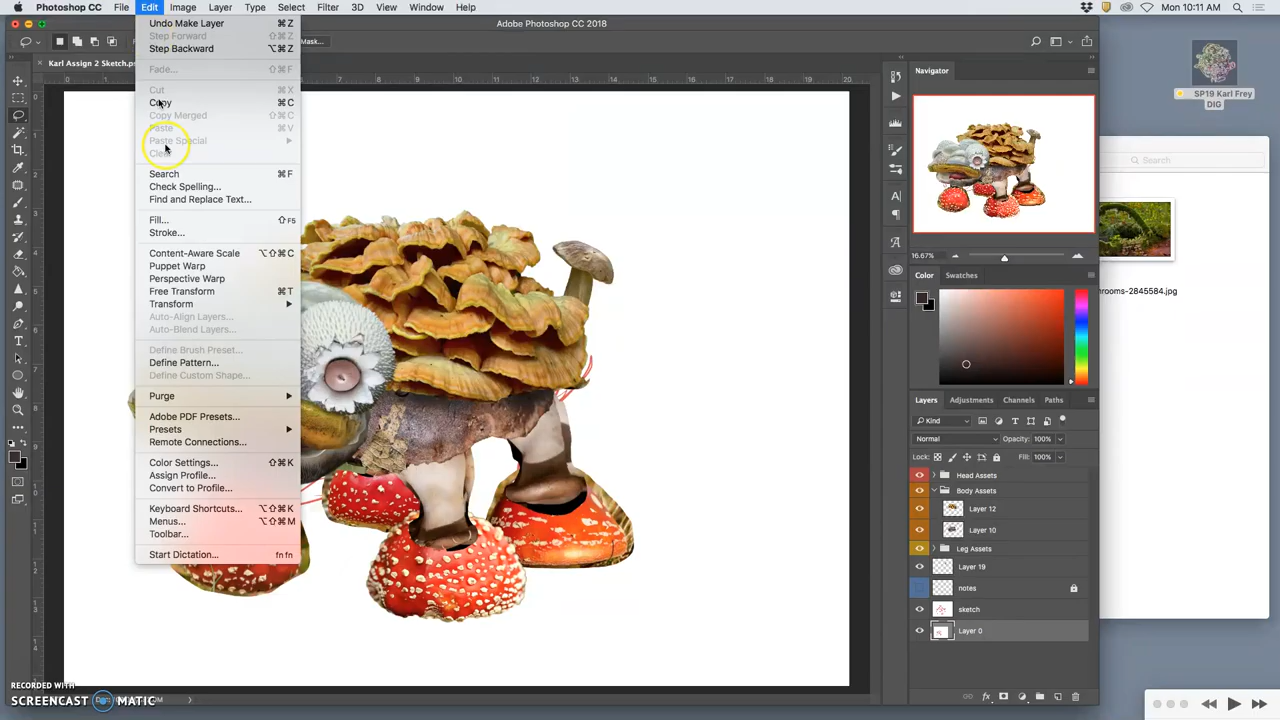 Photoshop CC File Edit Image Layer Type Select Filter 3D View Window Help Mon 10:11 AM
Adobe Photoshop CC 2018
Mask...
Karl Assign 2 Sketch.ps
Undo Make Layer ⌘Z
Step Forward ⇧⌘Z
Step Backward ⌥⌘Z
Fade... ⇧⌘F
Cut ⌘X
Copy ⌘C
Copy Merged ⇧⌘C
Paste ⌘V
Paste Special
Search ⌘F
Check Spelling...
Find and Replace Text...
Fill... ⇧F5
Stroke...
Content-Aware Scale ⌥⇧⌘C
Puppet Warp
Perspective Warp
Free Transform ⌘T
Transform
Auto-Align Layers...
Auto-Blend Layers...
Define Brush Preset...
Define Pattern...
Define Custom Shape...
Purge
Adobe PDF Presets...
Presets
Remote Connections...
Color Settings... ⇧⌘K
Assign Profile...
Convert to Profile...
Keyboard Shortcuts... ⌥⇧⌘K
Menus... ⌥⇧⌘M
Toolbar...
Start Dictation... fn fn
Navigator
16.67%
Color Swatches
Layers Adjustments Channels Paths
Kind
Normal Opacity: 100%
Lock: Fill: 100%
Head Assets
Body Assets
Layer 12
Layer 10
Leg Assets
Layer 19
notes
sketch
Layer 0
SP19 Karl Frey
DIG
Search
hrooms-2845584.jpg
RECORDED WITH
SCREENCAST MATIC